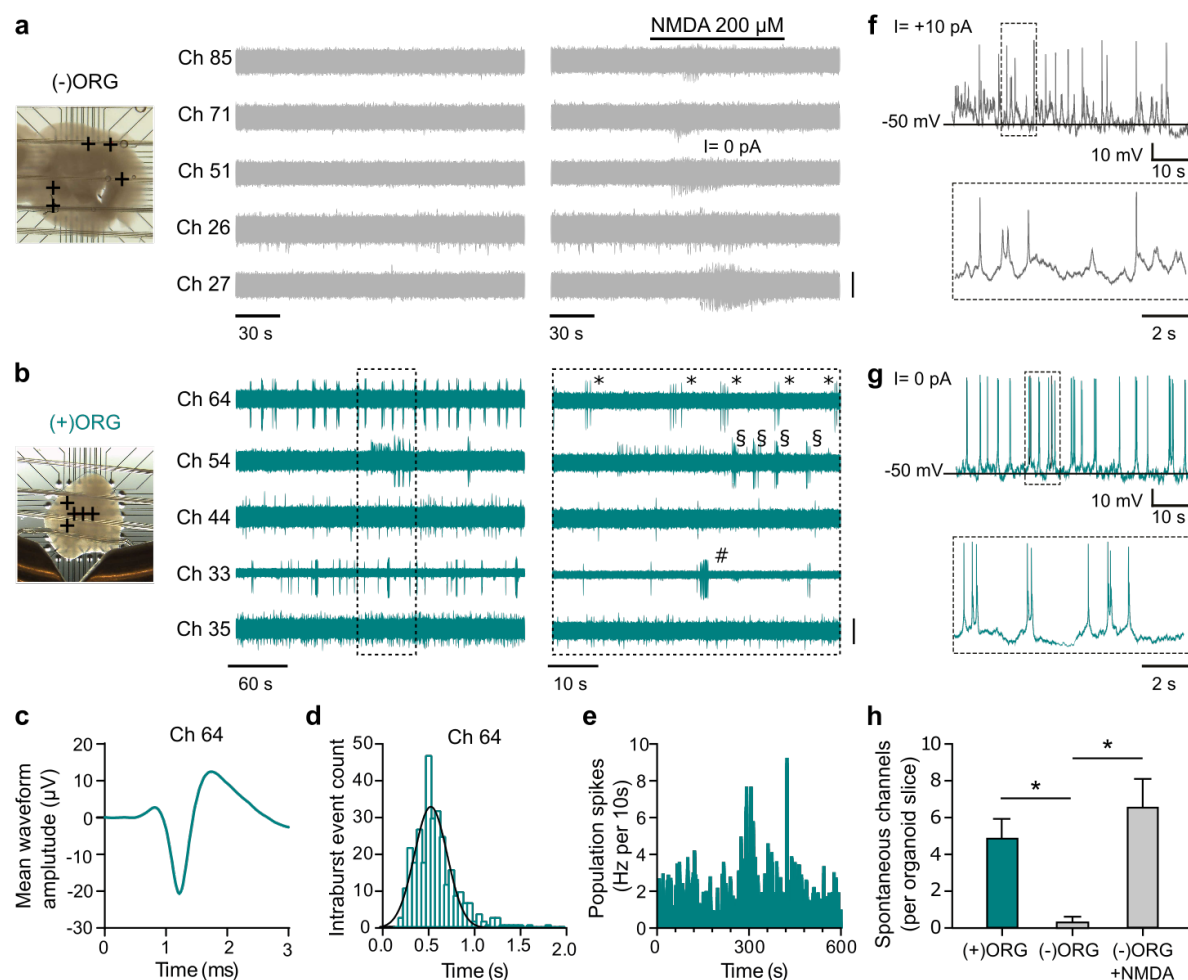 a
(-)ORG
NMDA 200 µM
Ch 85
Ch 71
I= 0 pA
Ch 51
Ch 26
Ch 27
30 s
30 s
b
(+)ORG
Ch 64
* * * * *
Ch 54
§ § § §
Ch 44
Ch 33
#
Ch 35
60 s
10 s
f
I= +10 pA
-50 mV
10 mV
10 s
2 s
g
I= 0 pA
-50 mV
10 mV
10 s
2 s
c
Ch 64
Mean waveform
amplutude (µV)
20
10
0
-10
-20
-30
0 1 2 3
Time (ms)
d
Ch 64
Intraburst event count
50
40
30
20
10
0
0.0 0.5 1.0 1.5 2.0
Time (s)
e
Population spikes
(Hz per 10s)
10
8
6
4
2
0
0 300 600
Time (s)
h
Spontaneous channels
(per organoid slice)
10
8
6
4
2
0
*
*
(+)ORG (-)ORG (-)ORG
+NMDA